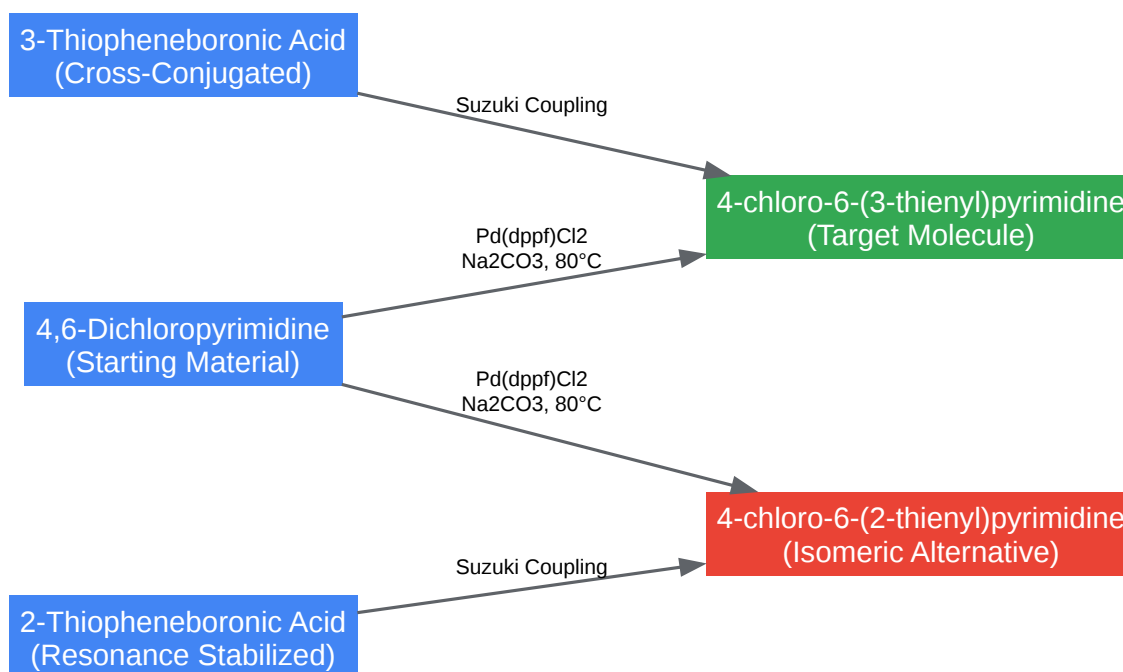 3-Thiopheneboronic Acid
(Cross-Conjugated)
Suzuki Coupling
4-chloro-6-(3-thienyl)pyrimidine
(Target Molecule)
Pd(dppf)Cl2
Na2CO3, 80°C
4,6-Dichloropyrimidine
(Starting Material)
Pd(dppf)Cl2
Na2CO3, 80°C
4-chloro-6-(2-thienyl)pyrimidine
(Isomeric Alternative)
Suzuki Coupling
2-Thiopheneboronic Acid
(Resonance Stabilized)